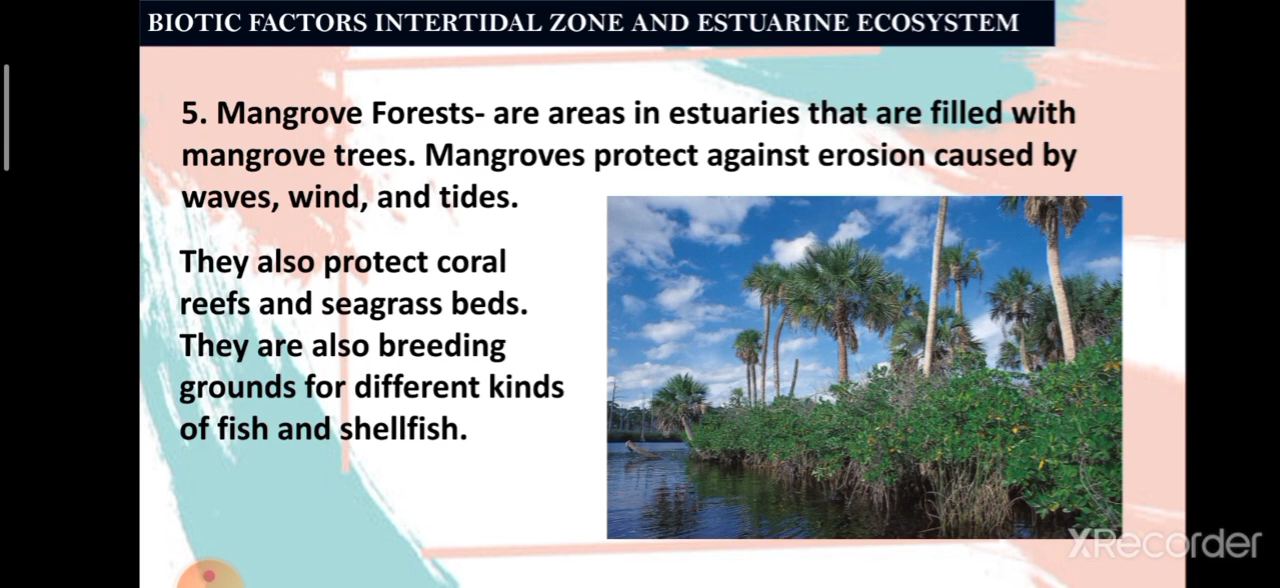 BIOTIC FACTORS INTERTIDAL ZONE AND ESTUARINE ECOSYSTEM
5. Mangrove Forests- are areas in estuaries that are filled with
mangrove trees. Mangroves protect against erosion caused by
waves, wind, and tides.
They also protect coral
reefs and seagrass beds.
They are also breeding
grounds for different kinds
of fish and shellfish.
XRecorder